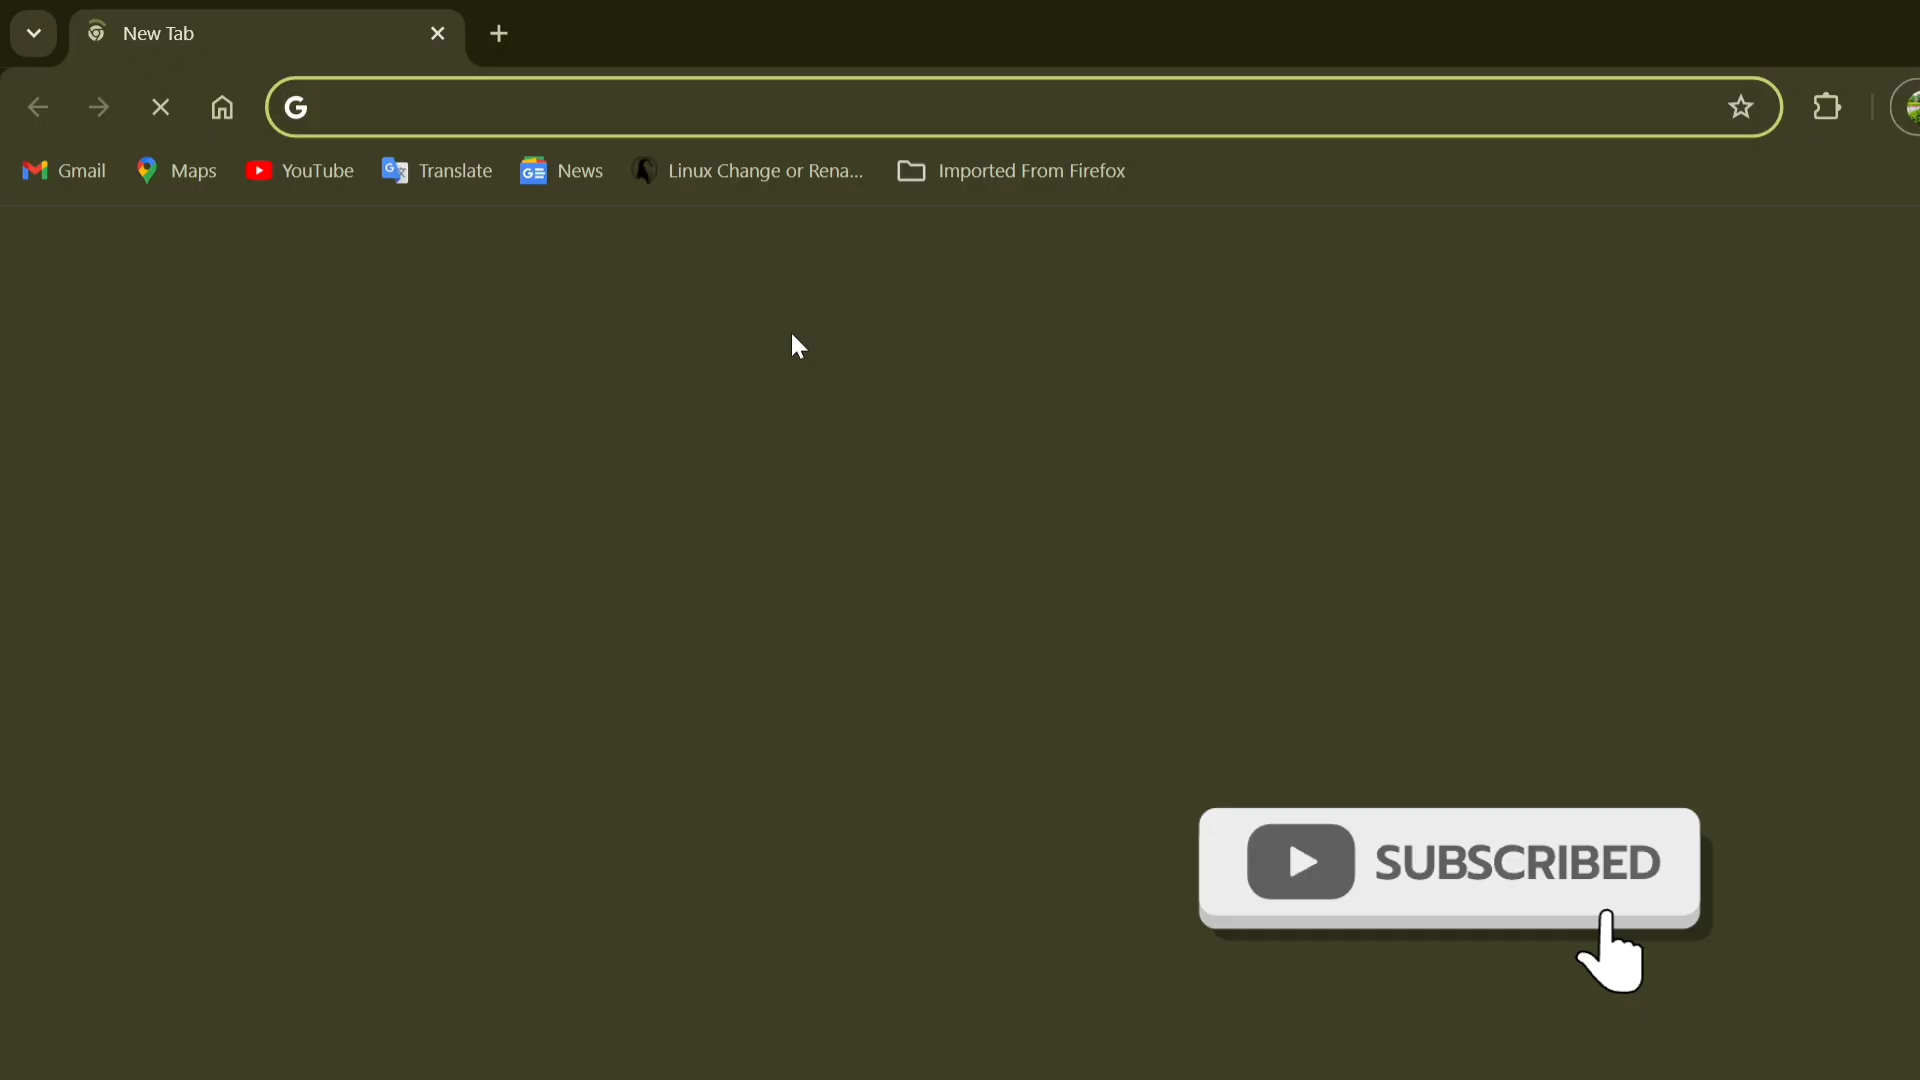 New Tab
Gmail
Maps
YouTube
Translate
News
Linux Change or Rena...
Imported From Firefox
SUBSCRIBED